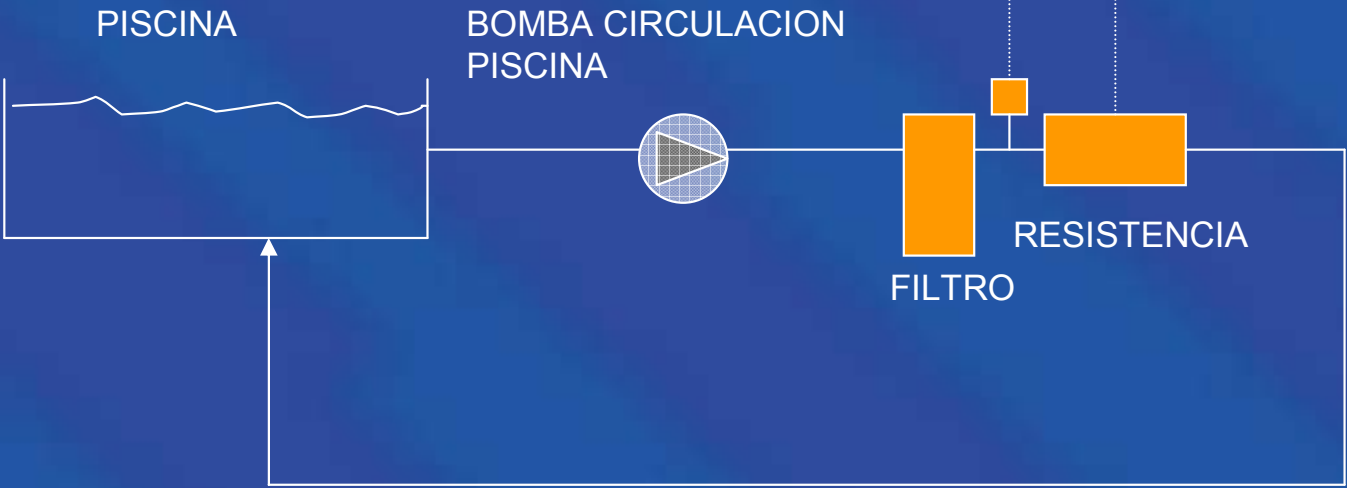 PISCINA
BOMBA CIRCULACION
PISCINA
RESISTENCIA
FILTRO